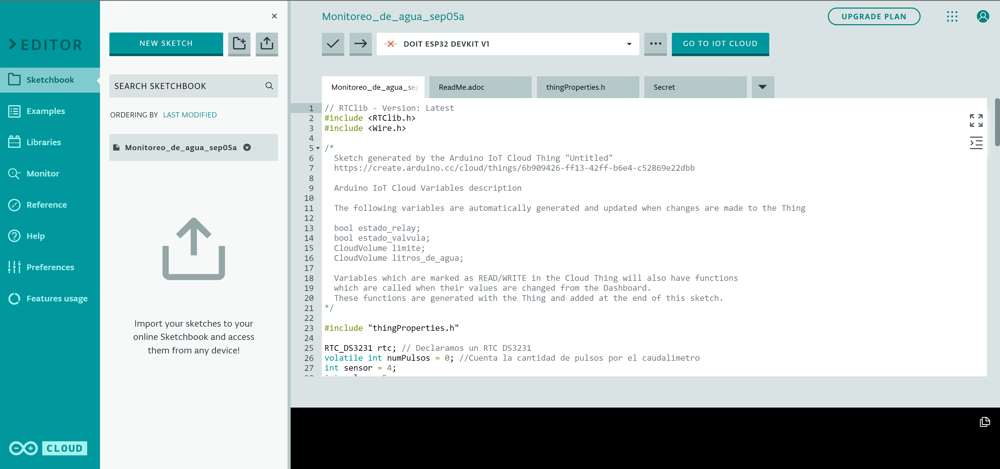 EDITOR
Sketchbook
Examples
Libraries
Monitor
Reference
Help
Preferences
Features usage
CLOUD
NEW SKETCH
SEARCH SKETCHBOOK
ORDERING BY LAST MODIFIED
Monitoreo_de_agua_sep05a
Import your sketches to your
online Sketchbook and access
them from any device!
Monitoreo_de_agua_sep05a
UPGRADE PLAN
DOIT ESP32 DEVKIT V1
GO TO IOT CLOUD
Monitoreo_de_agua_sep ReadMe.adoc thingProperties.h Secret
1 // RTClib - Version: Latest
2 #include <RTClib.h>
3 #include <Wire.h>
4
5 /*
6 Sketch generated by the Arduino IoT Cloud Thing "Untitled"
7 https://create.arduino.cc/cloud/things/6b909426-ff13-42ff-b6e4-c52869e22dbb
8
9 Arduino IoT Cloud Variables description
10
11 The following variables are automatically generated and updated when changes are made to the Thing
12
13 bool estado_relay;
14 bool estado_valvula;
15 CloudVolume limite;
16 CloudVolume litros_de_agua;
17
18 Variables which are marked as READ/WRITE in the Cloud Thing will also have functions
19 which are called when their values are changed from the Dashboard.
20 These functions are generated with the Thing and added at the end of this sketch.
21 */
22
23 #include "thingProperties.h"
24
25 RTC_DS3231 rtc; // Declaramos un RTC DS3231
26 volatile int numPulsos = 0; //Cuenta la cantidad de pulsos por el caudalimetro
27 int sensor = 4;